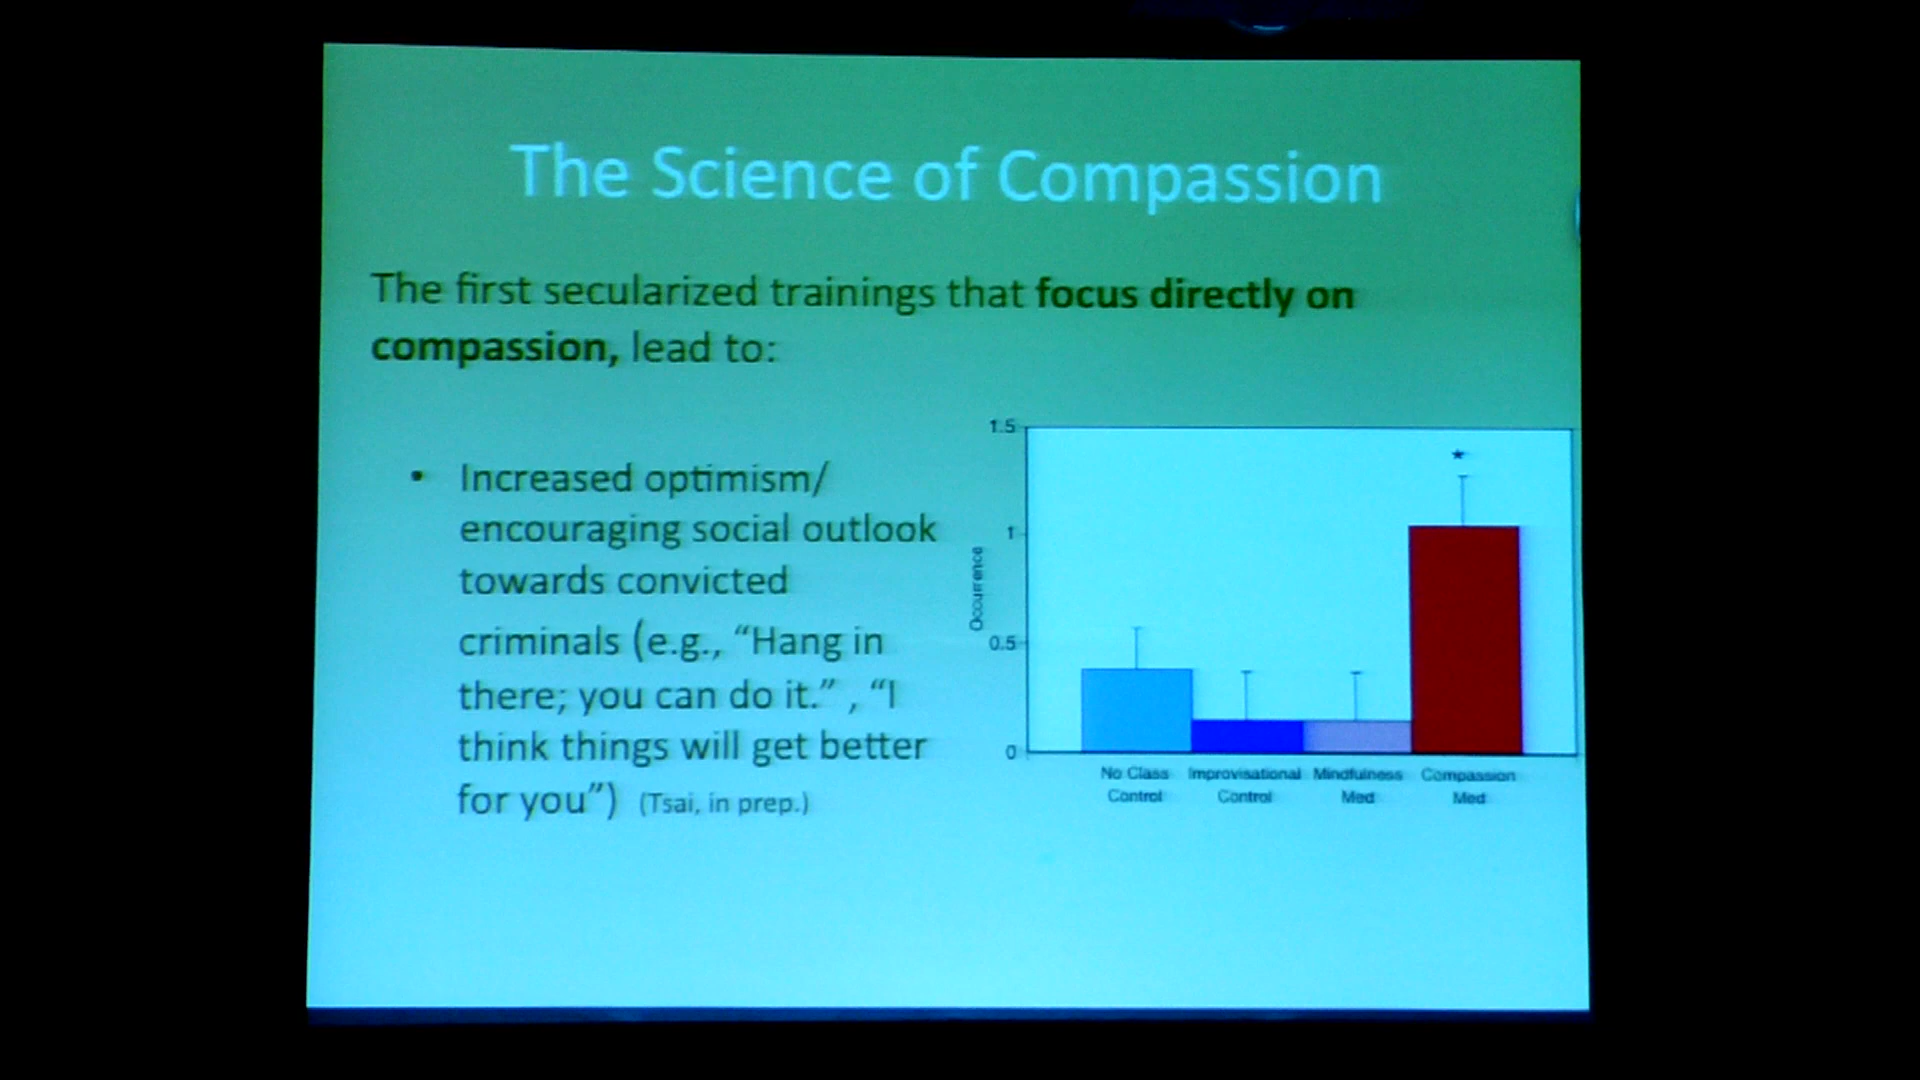 The Science of Compassion
The first secularized trainings that focus directly on
compassion, lead to:
• Increased optimism/
encouraging social outlook
towards convicted
criminals (e.g., “Hang in
there; you can do it.” , “I
think things will get better
for you”) (Tsai, in prep.)
1.5
1
0.5
0
Occurrence
*
No Class
Control
Improvisational
Control
Mindfulness
Med
Compassion
Med